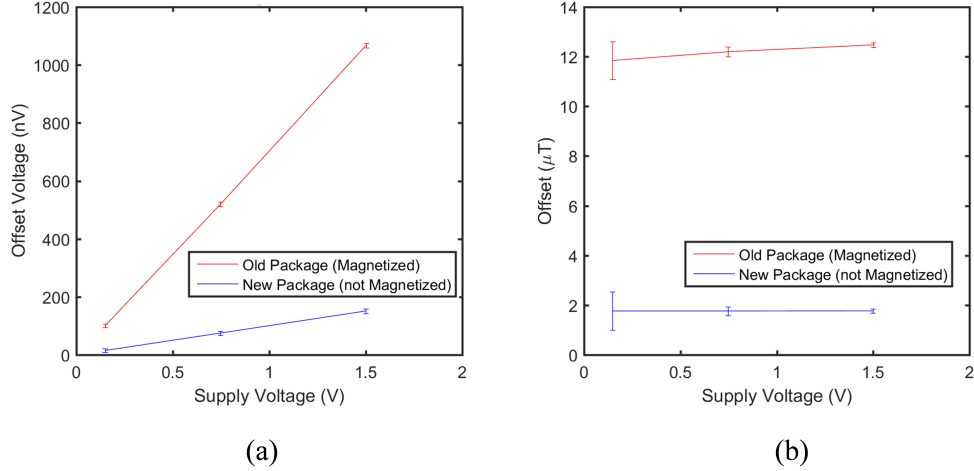 1200
1000
800
600
400
200
0
0
0.5
1
1.5
2
Offset Voltage (nV)
Supply Voltage (V)
Old Package (Magnetized)
New Package (not Magnetized)
(a)
14
12
10
8
6
4
2
0
0
0.5
1
1.5
2
Offset (μT)
Supply Voltage (V)
Old Package (Magnetized)
New Package (not Magnetized)
(b)